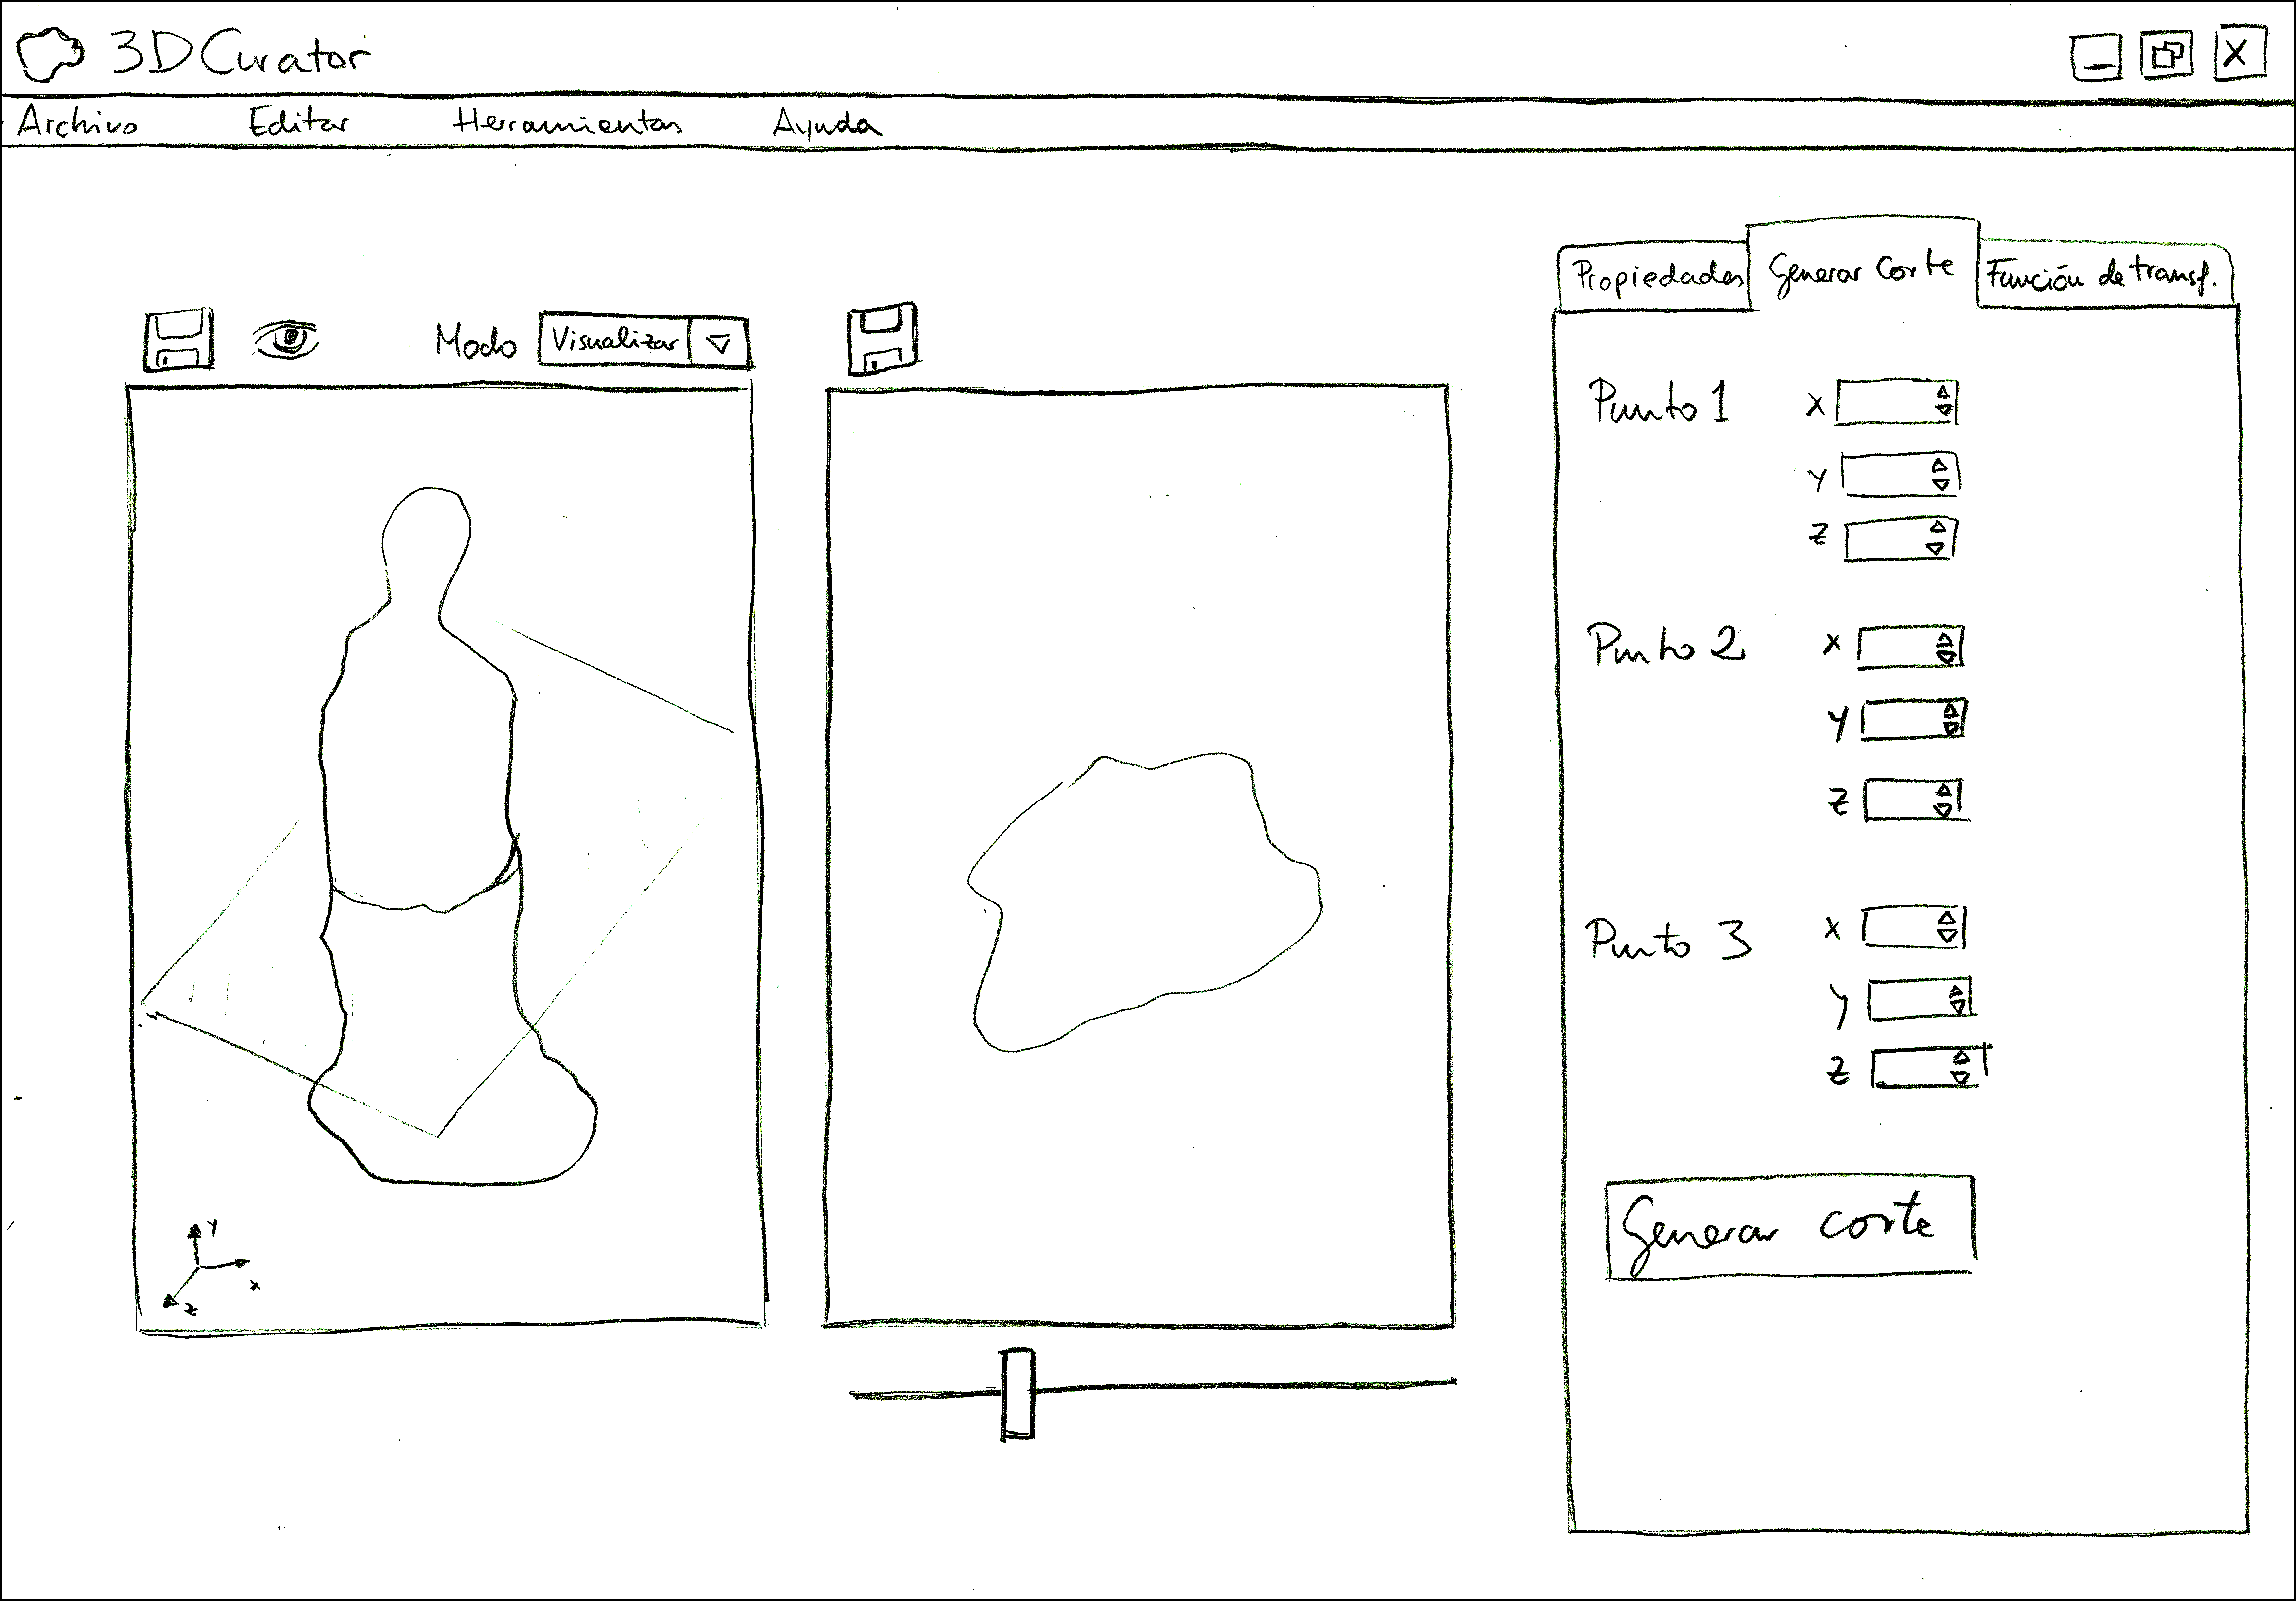 3D Curator
Archivo Editar Herramientas Ayuda
Propiedades Generar Corte Función de transf.
Modo Visualizar
Punto 1 X
Y
Z
Punto 2 X
Y
Z
Punto 3 X
Y
Z
Generar corte
Y
X
Z